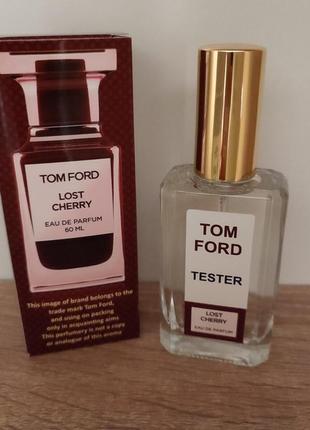 TOM FORD
LOST
CHERRY
EAU DE PARFUM
60 ML
This image of brand belongs to the
trade mark Tom Ford,
and using on packing
only in acquainting aims
This perfumery is not a copy
or analogue of this aroma
TOM
FORD
TESTER
LOST
CHERRY
EAU DE PARFUM